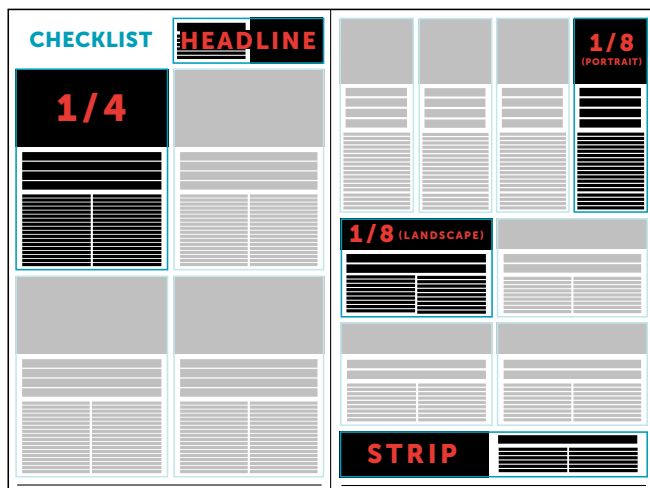 CHECKLIST
HEADLINE
1/4
1/8
(PORTRAIT)
1/8 (LANDSCAPE)
STRIP